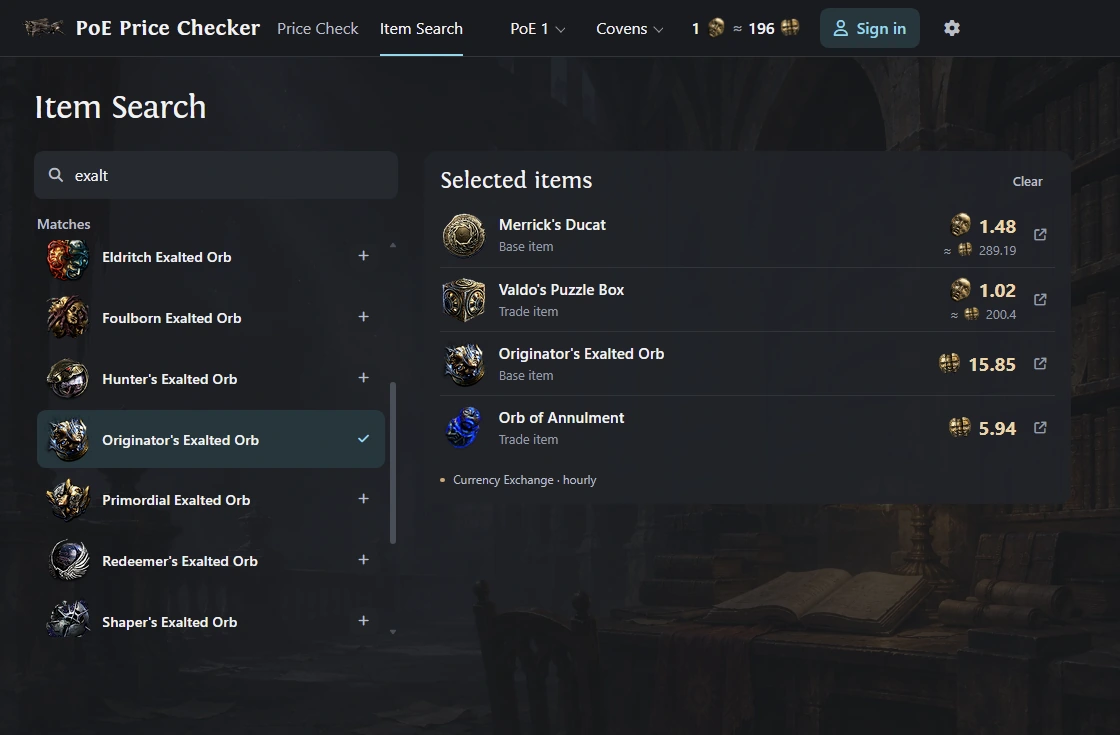 PoE Price Checker
Price Check
Item Search
PoE 1
Covens
1 ≈ 196
Sign in
Item Search
exalt
Matches
Eldritch Exalted Orb
Foulborn Exalted Orb
Hunter's Exalted Orb
Originator's Exalted Orb
Primordial Exalted Orb
Redeemer's Exalted Orb
Shaper's Exalted Orb
Selected items
Clear
Merrick's Ducat
Base item
1.48
≈ 289.19
Valdo's Puzzle Box
Trade item
1.02
≈ 200.4
Originator's Exalted Orb
Base item
15.85
Orb of Annulment
Trade item
5.94
Currency Exchange · hourly